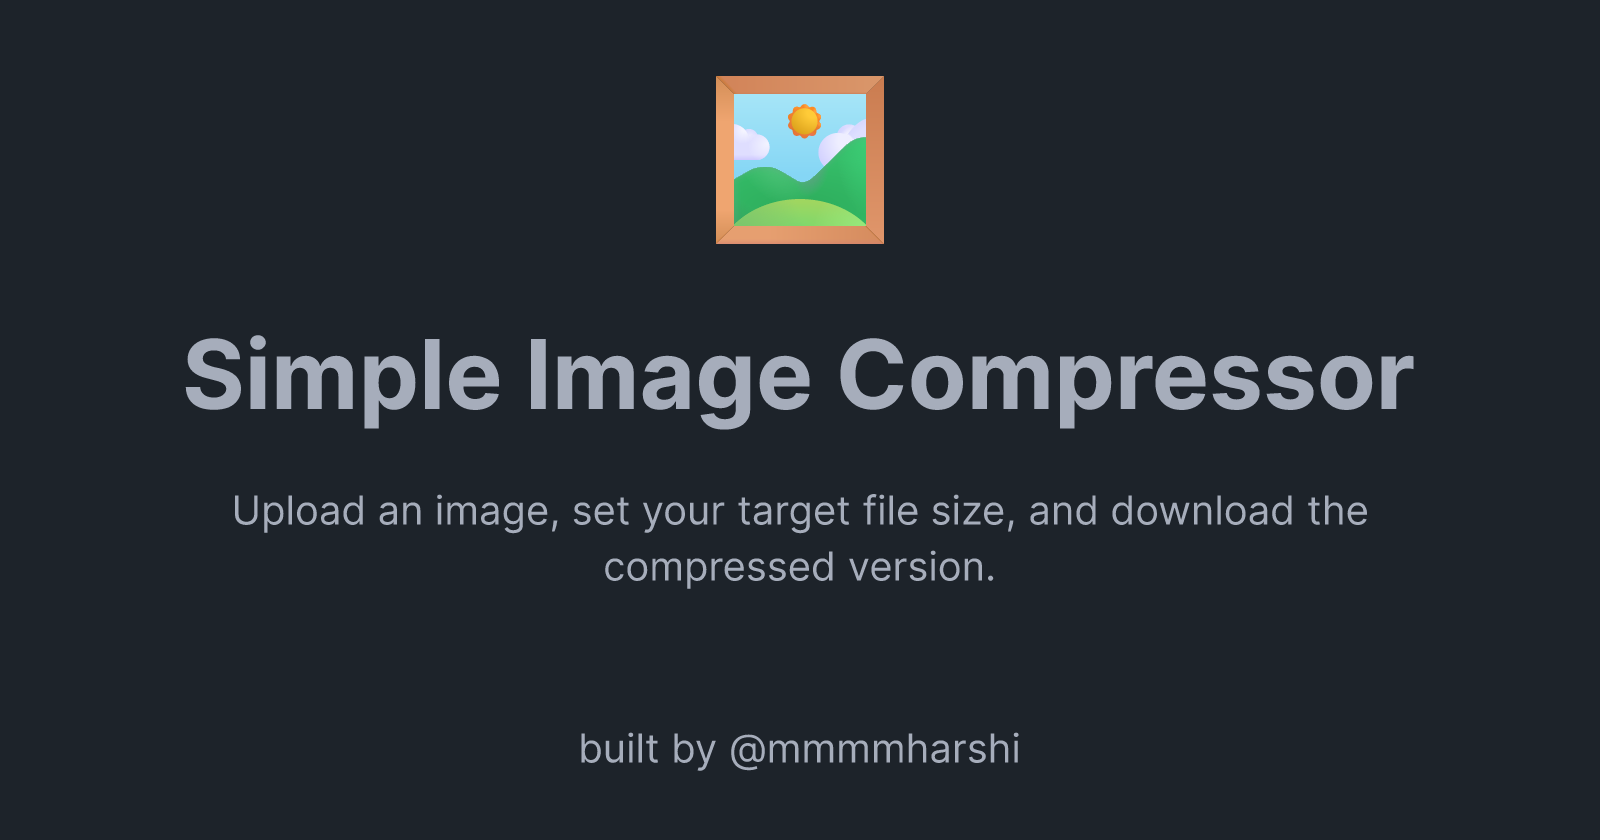 Simple Image Compressor
Upload an image, set your target file size, and download the
compressed version.
built by @mmmmharshi